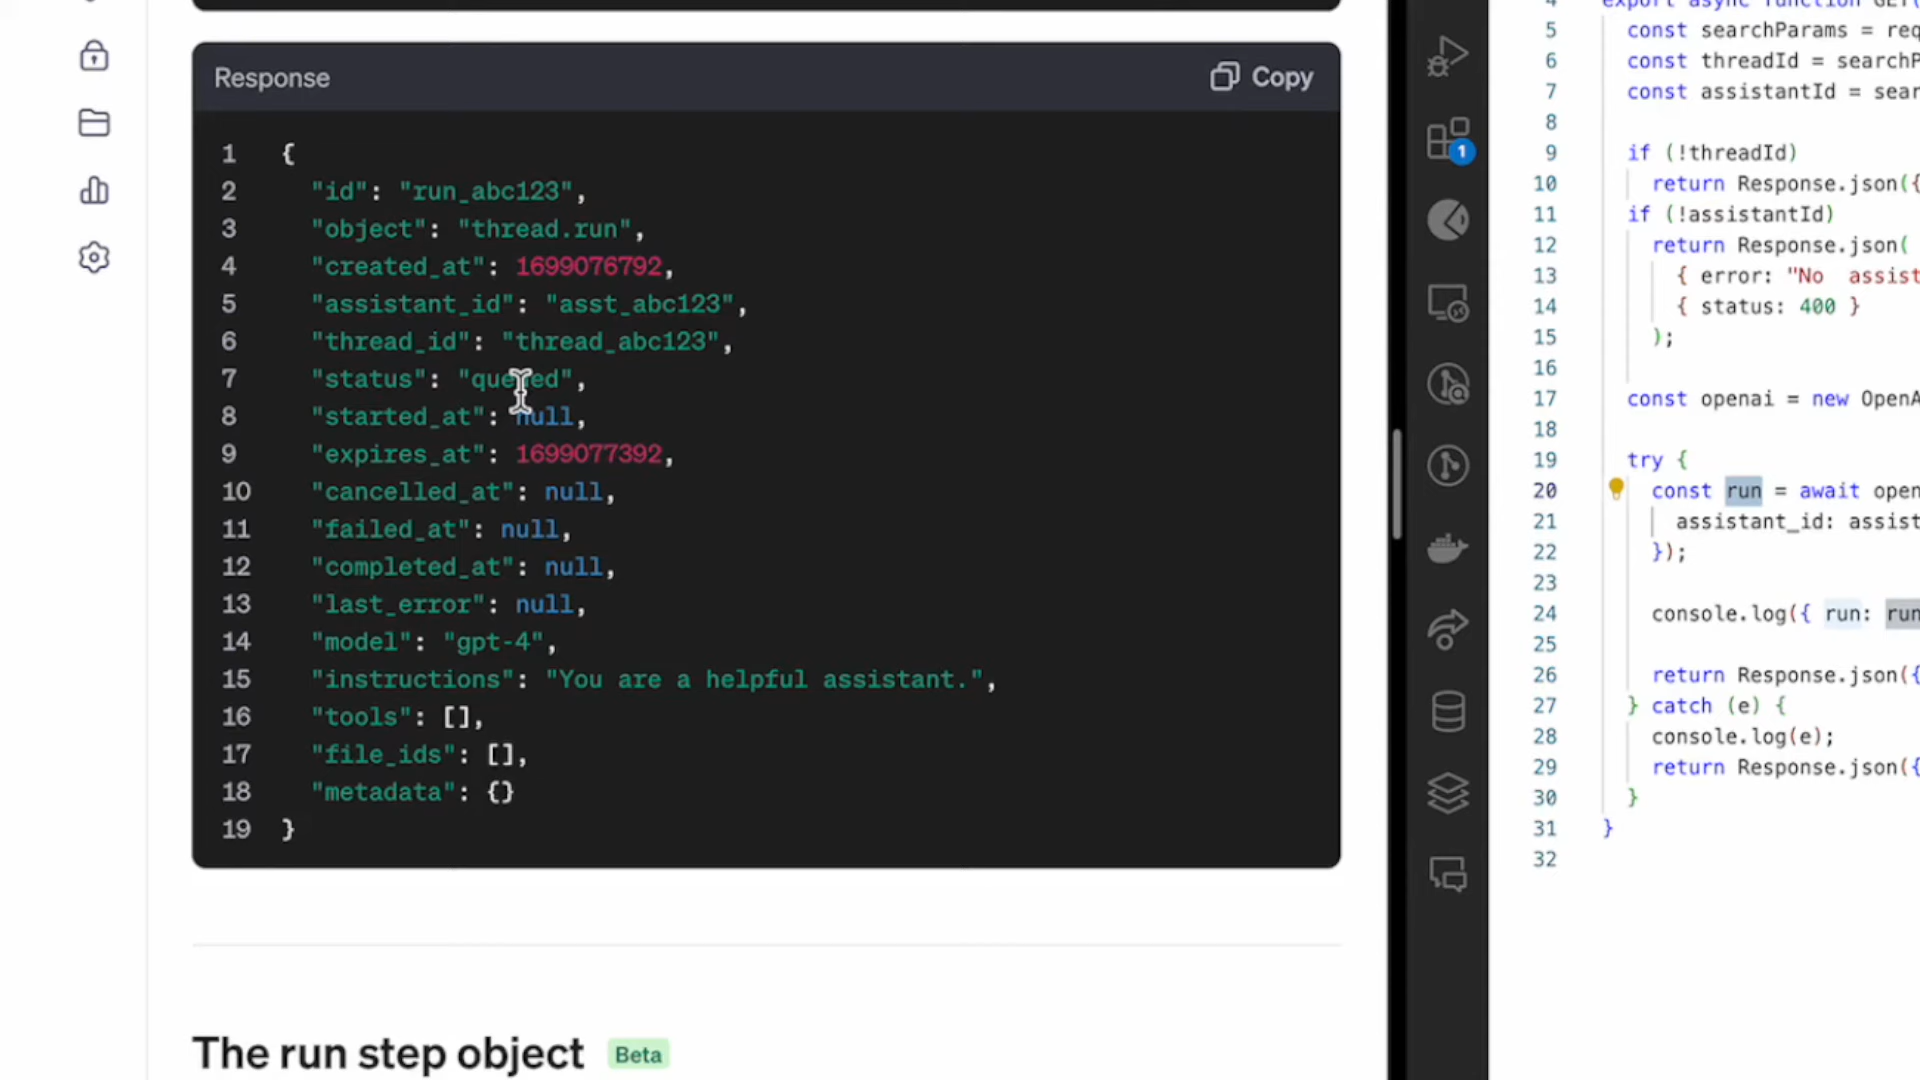 Response
Copy
1 {
2 "id": "run_abc123",
3 "object": "thread.run",
4 "created_at": 1699076792,
5 "assistant_id": "asst_abc123",
6 "thread_id": "thread_abc123",
7 "status": "queued",
8 "started_at": null,
9 "expires_at": 1699077392,
10 "cancelled_at": null,
11 "failed_at": null,
12 "completed_at": null,
13 "last_error": null,
14 "model": "gpt-4",
15 "instructions": "You are a helpful assistant.",
16 "tools": [],
17 "file_ids": [],
18 "metadata": {}
19 }
The run step object
Beta
1
4 export async function GET(
5 const searchParams = req
6 const threadId = searchP
7 const assistantId = sear
8
9 if (!threadId)
10 return Response.json({
11 if (!assistantId)
12 return Response.json(
13 { error: "No assist
14 { status: 400 }
15 );
16
17 const openai = new OpenA
18
19 try {
20 const run = await open
21 assistant_id: assist
22 });
23
24 console.log({ run: run
25
26 return Response.json({
27 } catch (e) {
28 console.log(e);
29 return Response.json({
30 }
31 }
32